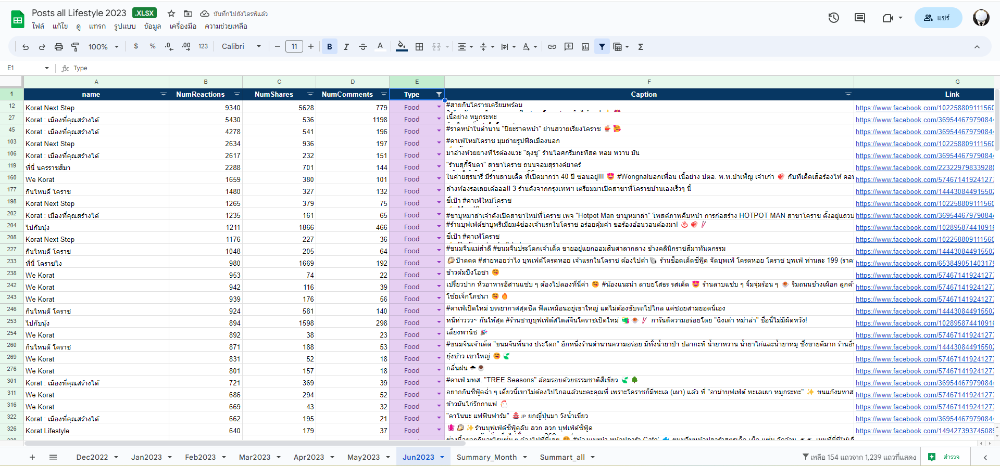 Posts all Lifestyle 2023 .XLSX บันทึกไปยังไดรฟ์แล้ว
ไฟล์ แก้ไข ดู แทรก รูปแบบ ข้อมูล เครื่องมือ ความช่วยเหลือ
แชร์
100% $ % .0 .00 123 Calibri 11 B I A
E1 fx Type
A B C D E F G
1 name NumReactions NumShares NumComments Type Caption Link
12 Korat Next Step 9340 5628 779 Food #สายกินโคราชเตรียมพร้อม https://www.facebook.com/102258809111560
27 Korat : เมืองที่คุณสร้างได้ 5430 536 1198 Food เนื้อย่าง หมูกระทะ https://www.facebook.com/369544679790844
45 Korat : เมืองที่คุณสร้างได้ 4278 541 196 Food #ราดหน้าในตำนาน "ปิยะราดหน้า" ย่านสวายเรียงโคราช https://www.facebook.com/369544679790844
103 Korat Next Step 2634 936 197 Food #คาเฟ่ใหม่โคราช มุมถ่ายรูปฟีลเมืองนอก https://www.facebook.com/102258809111560
106 Korat : เมืองที่คุณสร้างได้ 2617 232 151 Food มาอ่างห้วยยางทีไรต้องแวะ "ลุงชู" ร้านไอศกรีมกะทิสด หอม หวาน มัน https://www.facebook.com/369544679790844
119 ที่นี่ นครราชสีมา 2288 701 144 Food "ร้านสุกี้จินดา" สาขาโคราช ถนนจอมสุรางค์ยาตร์ https://www.facebook.com/223229798339280
160 We Korat 1659 380 101 Food ในค่ายสุรนารี มีร้านลาบเด็ด ที่เปิดมากว่า 40 ปี ซ่อนอยู่!!! #Wongnaiบอกเพื่อน เนื้อย่าง ปตอ. พ.ท.บำเพ็ญ เจ้าเก่า กับทีเด็ดเสือร้องไห้ https://www.facebook.com/574671419241277
177 กินไหนดี โคราช 1480 327 132 Food ล้างท้องรอเลยเด้ออ!! 3 ร้านดังจากกรุงเทพฯ เตรียมมาเปิดสาขาที่โคราชบ้านเองเร็วๆ นี้ https://www.facebook.com/144430844915502
198 Korat Next Step 1265 379 75 Food ชี้เป้า #คาเฟ่ใหม่โคราช https://www.facebook.com/102258809111560
202 Korat : เมืองที่คุณสร้างได้ 1235 161 65 Food #ชาบูหมาล่าเจ้าดังเปิดสาขาใหม่ที่โคราช เพจ "Hotpot Man ชาบูหมาล่า" โพสต์ภาพคืบหน้า การก่อสร้าง HOTPOT MAN สาขาโคราช ตั้งอยู่แถว https://www.facebook.com/369544679790844
204 ไปกับนุ้ง 1211 1866 466 Food #ร้านบุฟเฟ่ต์ชาบูพรีเมียม4ช่องเจ้าแรกในโคราช อร่อยคุ้มค่า ขอร้องอ้อนวอนต้องมา! https://www.facebook.com/102895874410916
208 Korat Next Step 1176 227 36 Food ชี้เป้า #คาเฟ่โคราช https://www.facebook.com/102258809111560
227 กินไหนดี โคราช 1048 205 64 Food #ขนมจีนแม่สำลี #ขนมจีนประโดกเจ้าเด็ด ขายอยู่แยกออมสินศาลากลาง ข้างคลินิกราชสีมาทันตกรรม https://www.facebook.com/144430844915502
233 ที่นี่ โคราชไง 980 1669 192 Food ป๊าดดด #สายหอยว่าไง บุพเฟ่ต์โครตหอย เจ้าแรกในโคราช ต้องไปตำ ร้านช็อตเด็ดซีฟู๊ด จัดบุพเฟ่ โครตหอย โคราช บุพเฟ่ ท่านละ 199 (ราคา https://www.facebook.com/653849051403179
238 We Korat 953 74 22 Food ข้าวต้มปึงโอชา https://www.facebook.com/574671419241277
242 We Korat 942 116 39 Food เปรี้ยวปาก หิวอาหารอีสานแซ่บ ๆ ต้องไปลองที่นี่ค่า #น้องแนะนำ ลาบยโสธร รสเด็ด ร้านลาบแซ่บ ๆ จิ้มจุ่มร้อน ๆ ริมถนนช้างเผือก ลูกค้า https://www.facebook.com/574671419241277
243 We Korat 939 176 56 Food โซ้ยเจ็กโภชนา https://www.facebook.com/574671419241277
246 กินไหนดี โคราช 924 581 140 Food #คาเฟ่เปิดใหม่ บรรยากาศสุดชิล ฟีลเหมือนอยู่เขาใหญ่ แต่ไม่ต้องขับรถไปไกล แค่ซอยสามยอดนี่เอง https://www.facebook.com/144430844915502
253 ไปกับนุ้ง 894 1598 298 Food หนีห่าววว~ กันให้สุด #ร้านชาบูบุฟเฟ่ต์สไตล์จีนโคราชเปิดใหม่ การันตีความอร่อยโดย "ฉิงเต่า หม่าล่า" ชื่อนี้ไม่มีผิดหวัง! https://www.facebook.com/102895874410916
254 We Korat 892 38 23 Food เลี้ยงพานิช https://www.facebook.com/574671419241277
260 กินไหนดี โคราช 871 188 53 Food #ขนมจีนเจ้าเด็ด "ขนมจีนพี่นาง ประโดก" อีกหนึ่งร้านตำนานความอร่อย มีทั้งน้ำยาป่า ปลากะทิ น้ำยาหวาน น้ำยาไก่และน้ำยาหมู ซึ่งขายดีมาก https://www.facebook.com/144430844915502
269 We Korat 831 52 18 Food ยุ้งข้าว เขาใหญ่ https://www.facebook.com/574671419241277
276 We Korat 801 157 18 Food กลิ่นฝน https://www.facebook.com/574671419241277
301 Korat : เมืองที่คุณสร้างได้ 721 369 39 Food #คาเฟ่ มทส. "TREE Seasons" ล้อมรอบด้วยธรรมชาติสีเขียว https://www.facebook.com/369544679790844
311 We Korat 686 294 52 Food อยากกินซีฟู้ดฉ่ำ ๆ เดี๋ยวนี้เขาไม่ต้องไปไกลแล้วนะคะคุณพี่ เพราะโคราชก็มีทะเล (เผา) แล้ว ที่ "อาม่าบุฟเฟ่ต์ ทะเลเผา หมูกระทะ" https://www.facebook.com/574671419241277
316 We Korat 669 43 32 Food ข้าวมันไก่รักกาแฟ https://www.facebook.com/574671419241277
322 Korat : เมืองที่คุณสร้างได้ 662 195 21 Food "คาโนนะ แฟฟินฟาร์ม" JP ยกญี่ปุ่นมา วังน้ำเขียว https://www.facebook.com/369544679790844
326 Korat Lifestyle 640 179 37 Food ร้านบุฟเฟ่ต์ซีฟู้ดลับ ลวก ลวก บุฟเฟ่ต์ซีฟู้ด https://www.facebook.com/149427393745089
Dec2022 Jan2023 Feb2023 Mar2023 Apr2023 May2023 Jun2023 Summary_Month Summart_all เหลือ 154 แถวจาก 1,239 แถวที่แสดง สำรวจ